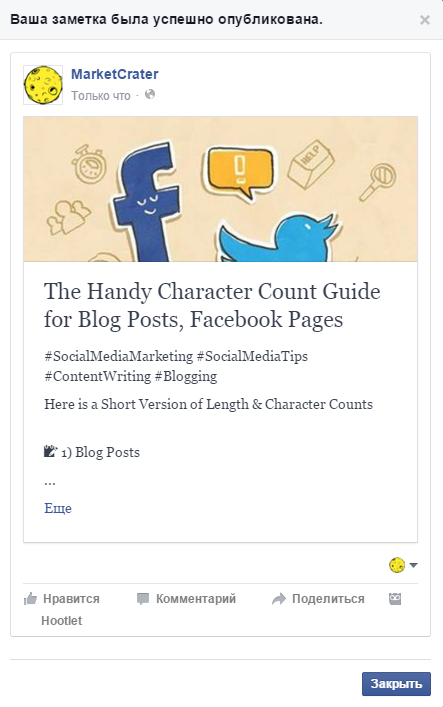 Ваша заметка была успешно опубликована.
MarketCrater
Только что ·
HELP
The Handy Character Count Guide
for Blog Posts, Facebook Pages
#SocialMediaMarketing #SocialMediaTips
#ContentWriting #Blogging
Here is a Short Version of Length & Character Counts
1) Blog Posts
...
Еще
Нравится Комментарий Поделиться
Hootlet
Закрыть